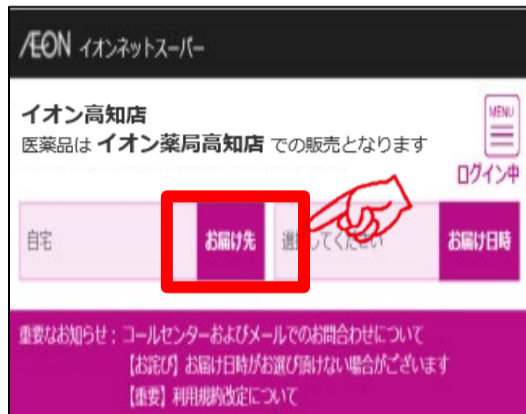 ÆON イオンネットスーパー
イオン高知店
医薬品は イオン薬局高知店 での販売となります
MENU
ログイン中
自宅 お届け先 選択してください お届け日時
重要なお知らせ： コールセンターおよびメールでのお問合わせについて
【お詫び】お届け日時がお選び頂けない場合がございます
【重要】利用規約改定について